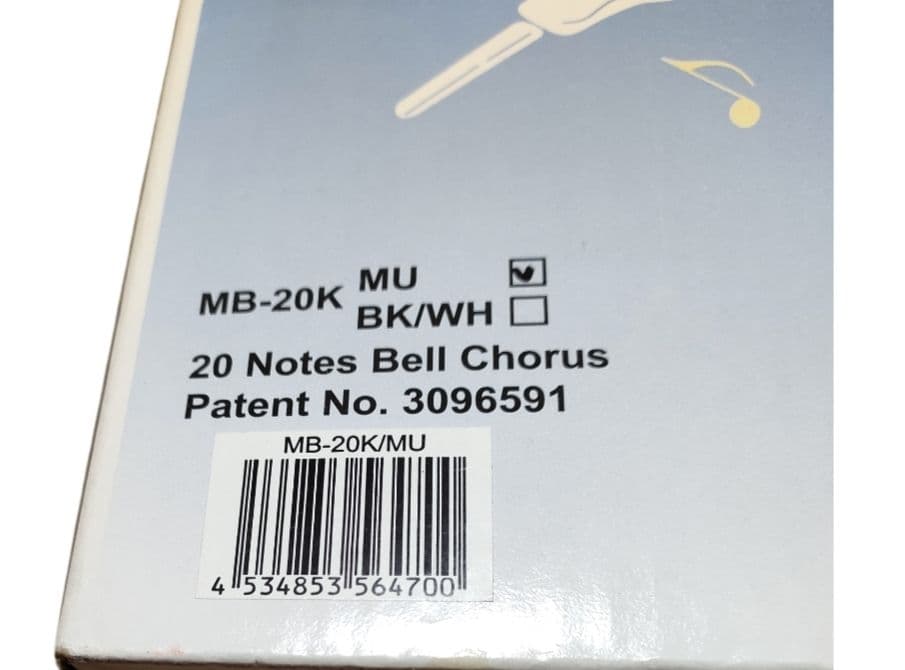 MB-20K MU
BK/WH
20 Notes Bell Chorus
Patent No. 3096591
MB-20K/MU
4 534853 564700